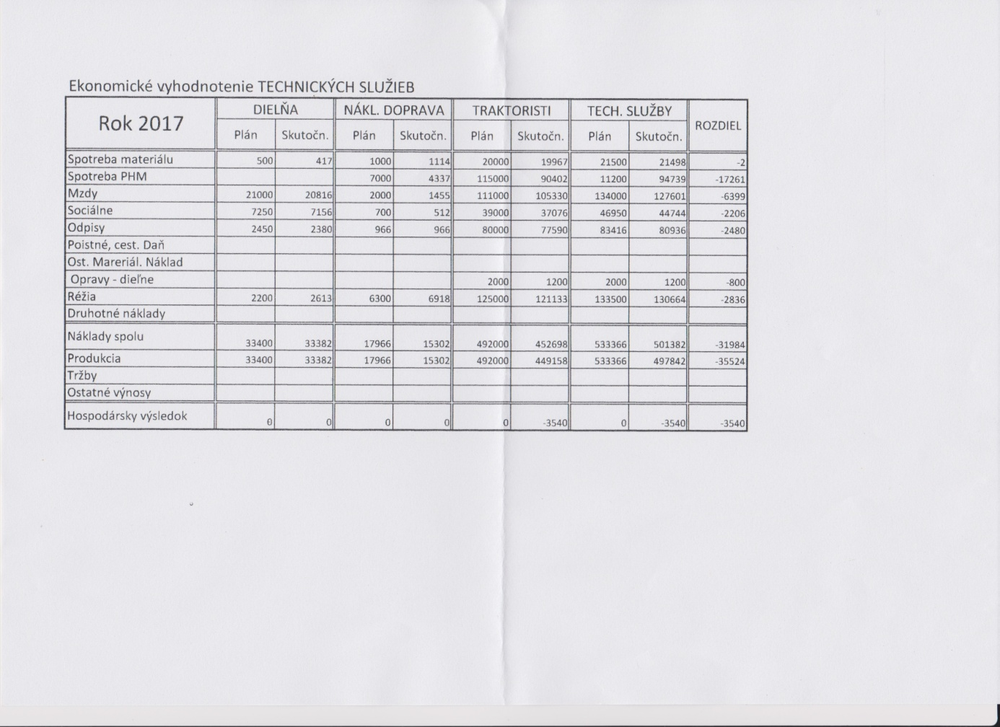 Ekonomické vyhodnotenie TECHNICKÝCH SLUŽIEB
Rok 2017 DIELŇA NÁKL. DOPRAVA TRAKTORISTI TECH. SLUŽBY ROZDIEL
Plán Skutočn. Plán Skutočn. Plán Skutočn. Plán Skutočn.
Spotreba materiálu 500 417 1000 1114 20000 19967 21500 21498 -2
Spotreba PHM 7000 4337 115000 90402 11200 94739 -17261
Mzdy 21000 20816 2000 1455 111000 105330 134000 127601 -6399
Sociálne 7250 7156 700 512 39000 37076 46950 44744 -2206
Odpisy 2450 2380 966 966 80000 77590 83416 80936 -2480
Poistné, cest. Daň
Ost. Mareriál. Náklad
Opravy - dieľne 2000 1200 2000 1200 -800
Réžia 2200 2613 6300 6918 125000 121133 133500 130664 -2836
Druhotné náklady
Náklady spolu 33400 33382 17966 15302 492000 452698 533366 501382 -31984
Produkcia 33400 33382 17966 15302 492000 449158 533366 497842 -35524
Tržby
Ostatné výnosy
Hospodársky výsledok 0 0 0 0 0 -3540 0 -3540 -3540